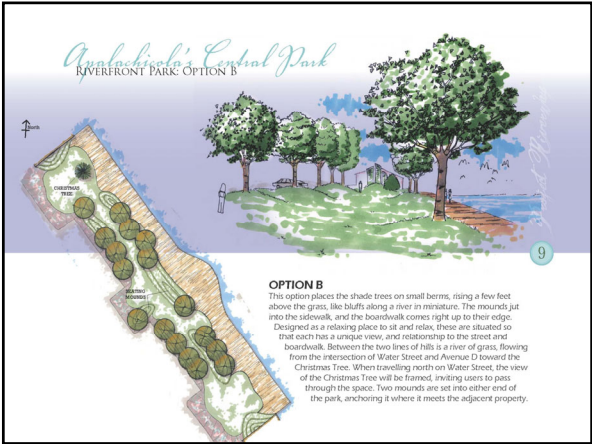 Apalachicola's Central Park
RIVERFRONT PARK: OPTION B
North
CHRISTMAS
TREE
SEATING
MOUNDS
9
OPTION B
This option places the shade trees on small berms, rising a few feet
above the grass, like bluffs along a river in miniature. The mounds jut
into the sidewalk, and the boardwalk comes right up to their edge.
Designed as a relaxing place to sit and relax, these are situated so
that each has a unique view, and relationship to the street and
boardwalk. Between the two lines of hills is a river of grass, flowing
from the intersection of Water Street and Avenue D toward the
Christmas Tree. When travelling north on Water Street, the view
of the Christmas Tree will be framed, inviting users to pass
through the space. Two mounds are set into either end of
the park, anchoring it where it meets the adjacent property.